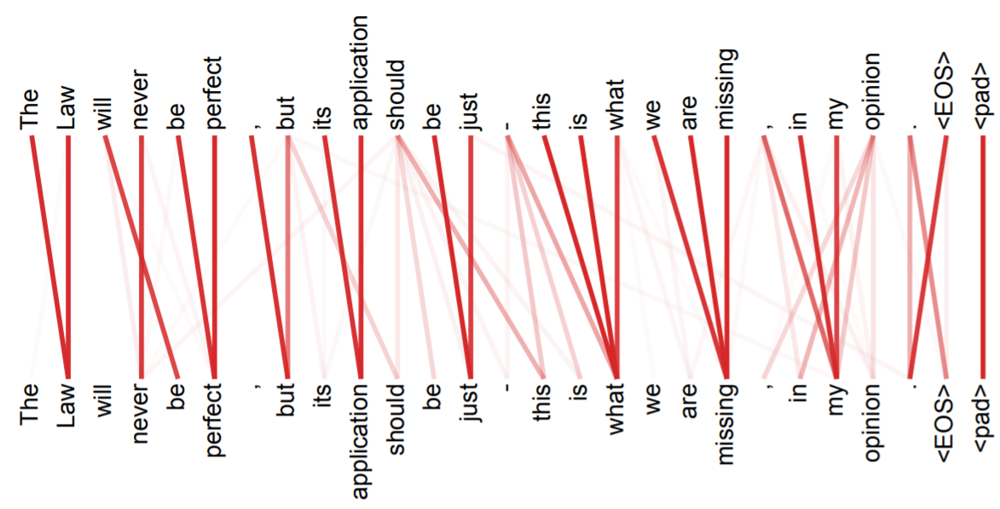 The Law will never be perfect , but its application should be just - this is what we are missing , in my opinion . <EOS> <pad>
The Law will never be perfect , but its application should be just - this is what we are missing , in my opinion . <EOS> <pad>